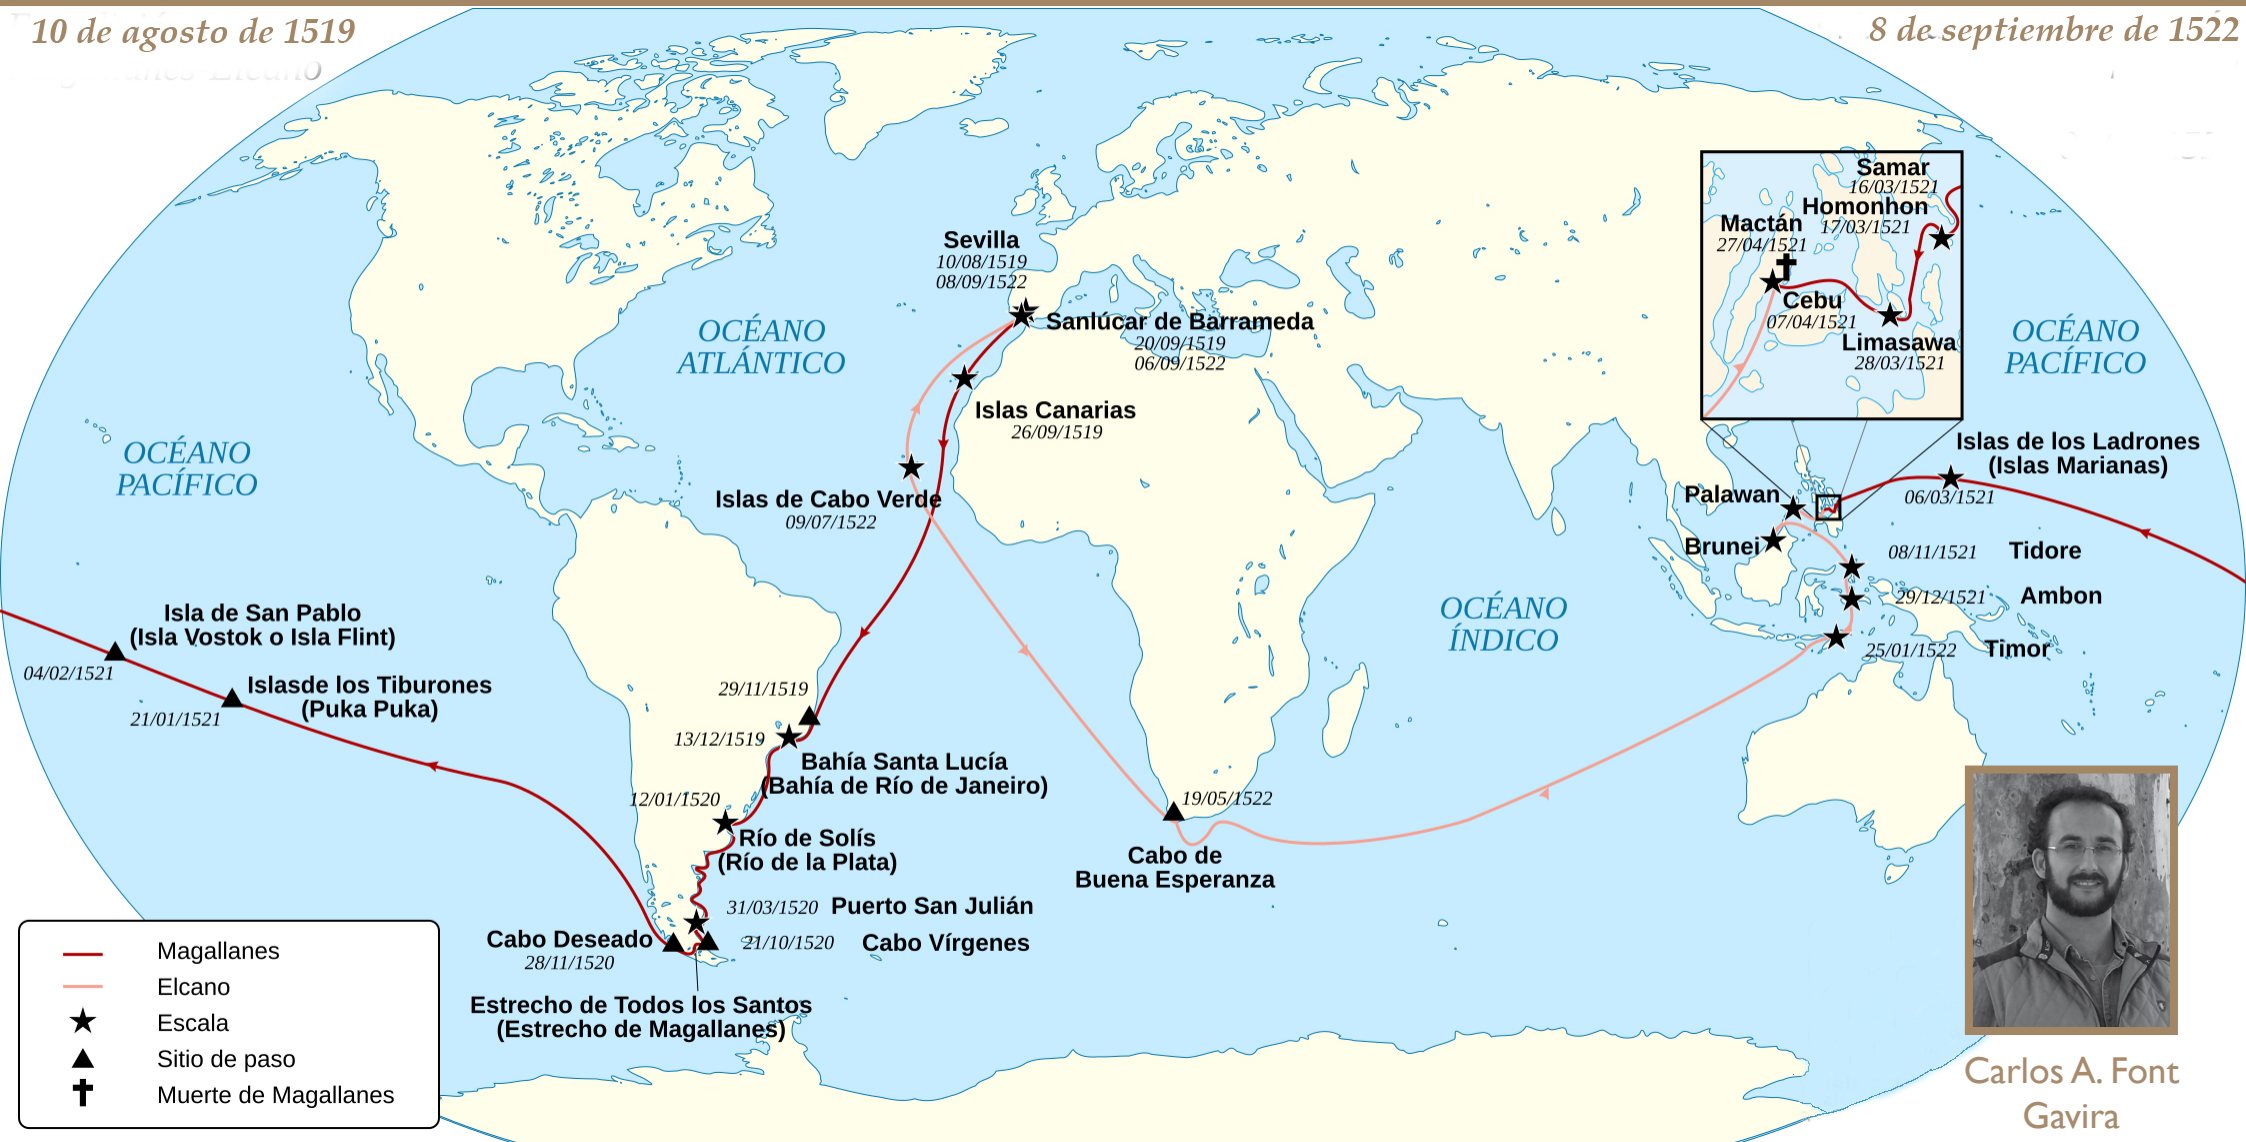 10 de agosto de 1519
8 de septiembre de 1522
Samar
16/03/1521
Homonhon
17/03/1521
Mactán
27/04/1521
Cebu
07/04/1521
Limasawa
28/03/1521
Sevilla
10/08/1519
08/09/1522
Sanlúcar de Barrameda
20/09/1519
06/09/1522
OCÉANO
ATLÁNTICO
OCÉANO
PACÍFICO
Islas Canarias
26/09/1519
OCÉANO
PACÍFICO
Islas de los Ladrones
(Islas Marianas)
06/03/1521
Islas de Cabo Verde
09/07/1522
Palawan
Brunei
08/11/1521 Tidore
29/12/1521 Ambon
25/01/1522 Timor
OCÉANO
ÍNDICO
Isla de San Pablo
(Isla Vostok o Isla Flint)
04/02/1521
Islasde los Tiburones
(Puka Puka)
21/01/1521
29/11/1519
13/12/1519
Bahía Santa Lucía
(Bahía de Río de Janeiro)
12/01/1520
Río de Solís
(Río de la Plata)
19/05/1522
Cabo de
Buena Esperanza
31/03/1520 Puerto San Julián
21/10/1520 Cabo Vírgenes
Cabo Deseado
28/11/1520
Estrecho de Todos los Santos
(Estrecho de Magallanes)
Magallanes
Elcano
Escala
Sitio de paso
Muerte de Magallanes
Carlos A. Font
Gavira